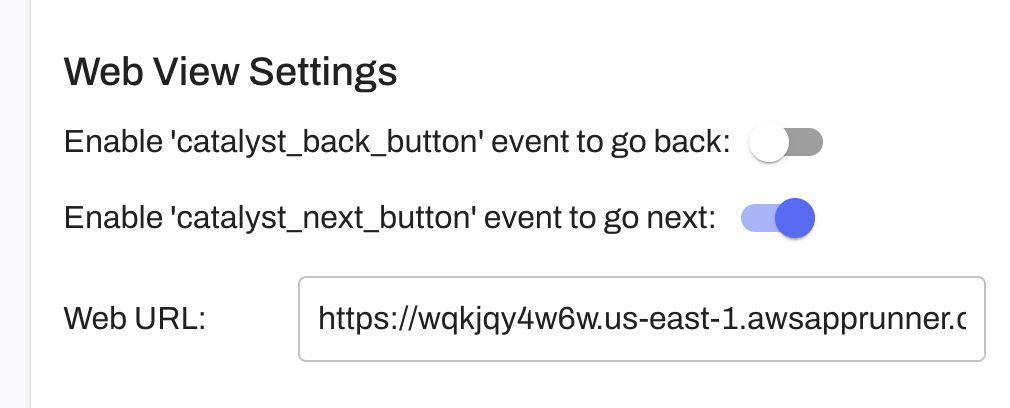 Web View Settings
Enable 'catalyst_back_button' event to go back:
Enable 'catalyst_next_button' event to go next:
Web URL: https://wqkjqy4w6w.us-east-1.awsapprunner.c